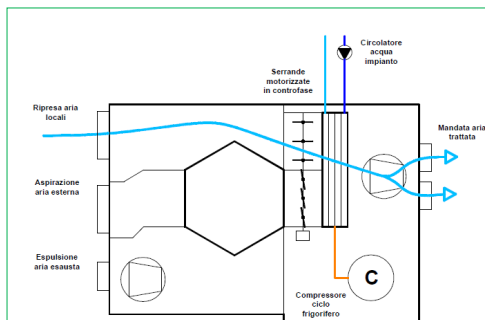 Circolatore
acqua
impianto
Serrande
motorizzate
in controfase
Ripresa aria
locali
Mandata aria
trattata
Aspirazione
aria esterna
Espulsione
aria esausta
C
Compressore
ciclo
frigorifero